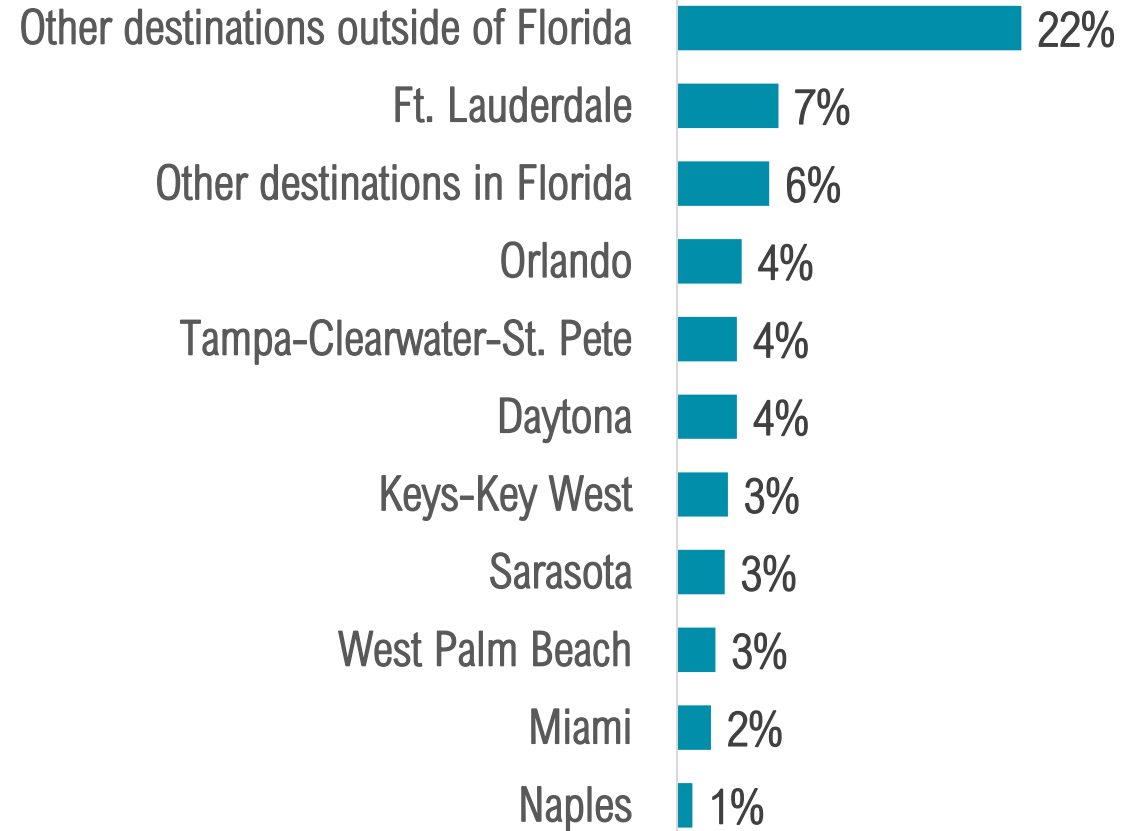 Other destinations outside of Florida 22%
Ft. Lauderdale 7%
Other destinations in Florida 6%
Orlando 4%
Tampa-Clearwater-St. Pete 4%
Daytona 4%
Keys-Key West 3%
Sarasota 3%
West Palm Beach 3%
Miami 2%
Naples 1%